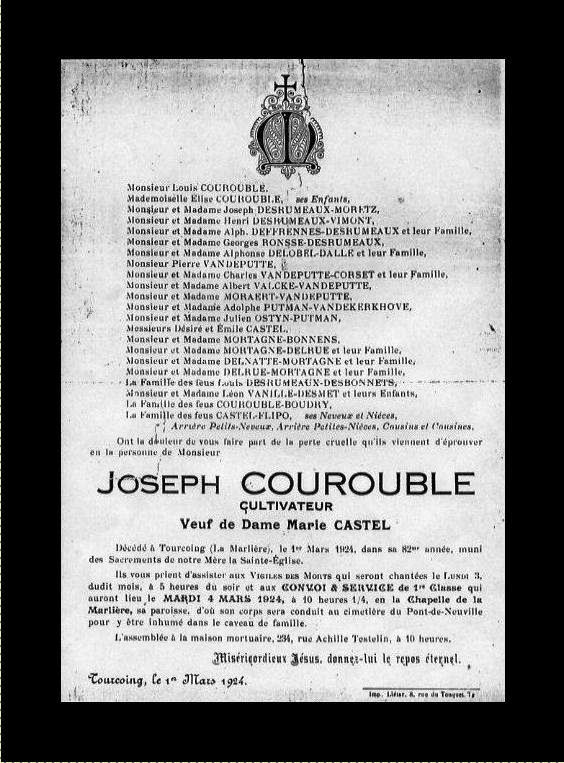 Monsieur Louis COUROUBLE,
Mademoiselle Élise COUROUBLE, ses Enfants,
Monsieur et Madame Joseph DESRUMEAUX-MORETZ,
Monsieur et Madame Henri DESRUMEAUX-VIMONT,
Monsieur et Madame Alph. DEFFRENNES-DESRUMEAUX et leur Famille,
Monsieur et Madame Georges RONSSE-DESRUMEAUX,
Monsieur et Madame Alphonse DELOBEL-DALLE et leur Famille,
Monsieur Pierre VANDEPUTTE,
Monsieur et Madame Charles VANDEPUTTE-CORSET et leur Famille,
Monsieur et Madame Albert VALCKE-VANDEPUTTE,
Monsieur et Madame MORAERT-VANDEPUTTE,
Monsieur et Madame Adolphe PUTMAN-VANDEKERKHOVE,
Monsieur et Madame Julien OSTYN-PUTMAN,
Messieurs Désiré et Émile CASTEL,
Monsieur et Madame MORTAGNE-BONNENS,
Monsieur et Madame MORTAGNE-DELRUE et leur Famille,
Monsieur et Madame DELNATTE-MORTAGNE et leur Famille,
Monsieur et Madame DELRUE-MORTAGNE et leur Famille,
La Famille des feus Louis DESRUMEAUX-DESBONNETS,
Monsieur et Madame Léon VANILLE-DESMET et leurs Enfants,
La Famille des feus COUROUBLE-BOUDRY,
La Famille des feus CASTEL-FLIPO, ses Neveux et Nièces,
Arrière Petits-Neveux, Arrière Petites-Nièces, Cousins et Cousines,
Ont la douleur de vous faire part de la perte cruelle qu'ils viennent d'éprouver
en la personne de Monsieur
JOSEPH COUROUBLE
CULTIVATEUR
Veuf de Dame Marie CASTEL
Décédé à Tourcoing (La Marlière), le 1er Mars 1924, dans sa 82me année, muni
des Sacrements de notre Mère la Sainte-Église.
Ils vous prient d'assister aux VIGILES DES MORTS qui seront chantées le LUNDI 3,
dudit mois, à 5 heures du soir et aux CONVOI & SERVICE de 1re Classe qui
auront lieu le MARDI 4 MARS 1924, à 10 heures 1/4, en la Chapelle de la
Marlière, sa paroisse, d'où son corps sera conduit au cimetière du Pont-de-Neuville
pour y être inhumé dans le caveau de famille.
L'assemblée à la maison mortuaire, 234, rue Achille Testelin, à 10 heures.
Miséricordieux Jésus, donnez-lui le repos éternel.
Tourcoing, le 1er Mars 1924.
Imp. Liétar, 8, rue du Touquet, Tg